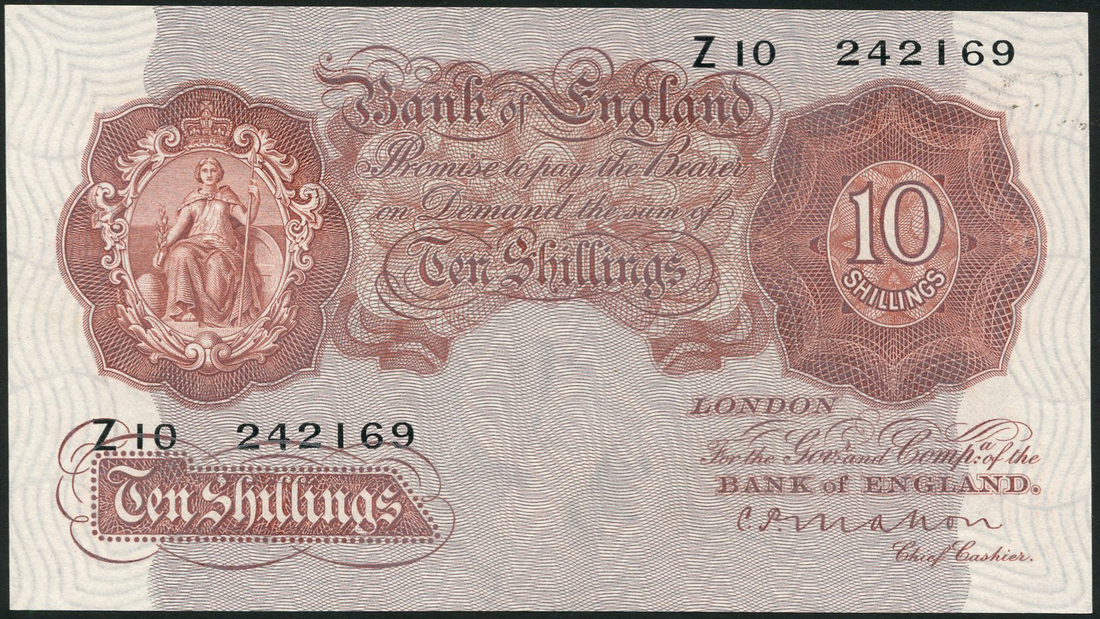 Z10 242169
Bank of England
Promise to pay the Bearer
on Demand the sum of
Ten Shillings
10
SHILLINGS
LONDON
Z10 242169
For the Gov: and Comp:a of the
Ten Shillings
BANK of ENGLAND.
C P Mahon
Chief Cashier.